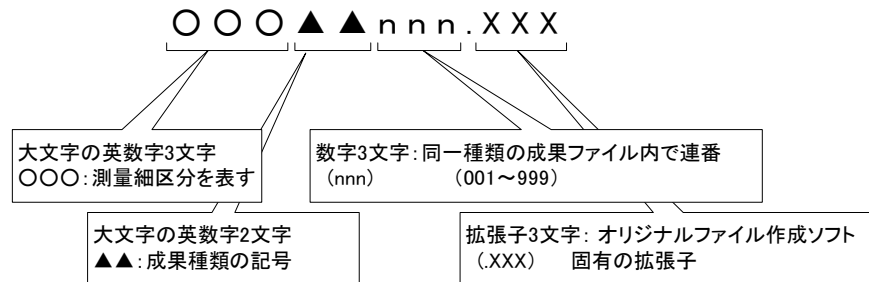 ○○○▲▲nnn.XXX
大文字の英数字3文字
○○○:測量細区分を表す
数字3文字:同一種類の成果ファイル内で連番
(nnn) (001~999)
大文字の英数字2文字
▲▲:成果種類の記号
拡張子3文字: オリジナルファイル作成ソフト
(.XXX) 固有の拡張子